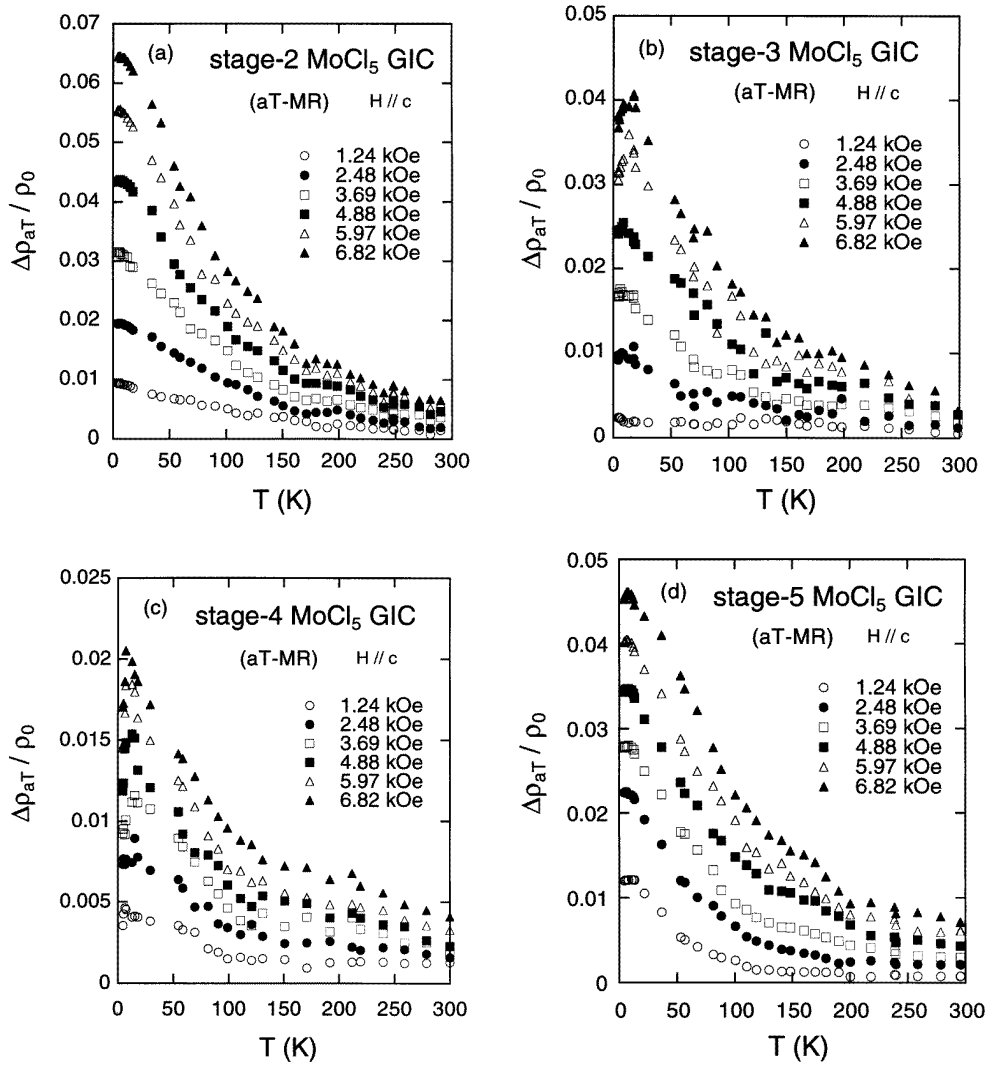 (a)
stage-2 MoCl₅ GIC
(aT-MR) H // c
1.24 kOe
2.48 kOe
3.69 kOe
4.88 kOe
5.97 kOe
6.82 kOe
0.07
0.06
0.05
0.04
0.03
0.02
0.01
0
Δρ_aT / ρ₀
0 50 100 150 200 250 300
T (K)
(b)
stage-3 MoCl₅ GIC
(aT-MR) H // c
1.24 kOe
2.48 kOe
3.69 kOe
4.88 kOe
5.97 kOe
6.82 kOe
0.05
0.04
0.03
0.02
0.01
0
Δρ_aT / ρ₀
0 50 100 150 200 250 300
T (K)
(c)
stage-4 MoCl₅ GIC
(aT-MR) H // c
1.24 kOe
2.48 kOe
3.69 kOe
4.88 kOe
5.97 kOe
6.82 kOe
0.025
0.02
0.015
0.01
0.005
0
Δρ_aT / ρ₀
0 50 100 150 200 250 300
T (K)
(d)
stage-5 MoCl₅ GIC
(aT-MR) H // c
1.24 kOe
2.48 kOe
3.69 kOe
4.88 kOe
5.97 kOe
6.82 kOe
0.05
0.04
0.03
0.02
0.01
0
Δρ_aT / ρ₀
0 50 100 150 200 250 300
T (K)